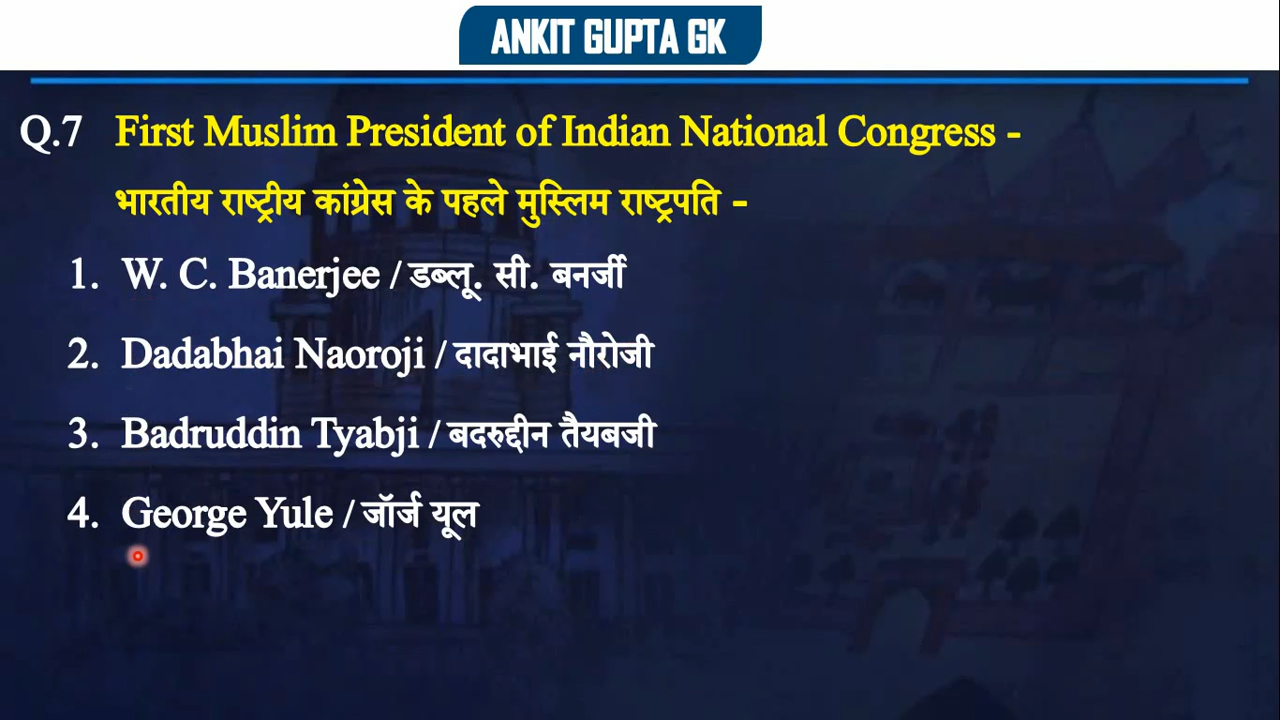 ANKIT GUPTA GK
Q.7 First Muslim President of Indian National Congress -
भारतीय राष्ट्रीय कांग्रेस के पहले मुस्लिम राष्ट्रपति -
1. W. C. Banerjee / डब्लू. सी. बनर्जी
2. Dadabhai Naoroji / दादाभाई नौरोजी
3. Badruddin Tyabji / बदरुद्दीन तैयबजी
4. George Yule / जॉर्ज यूल